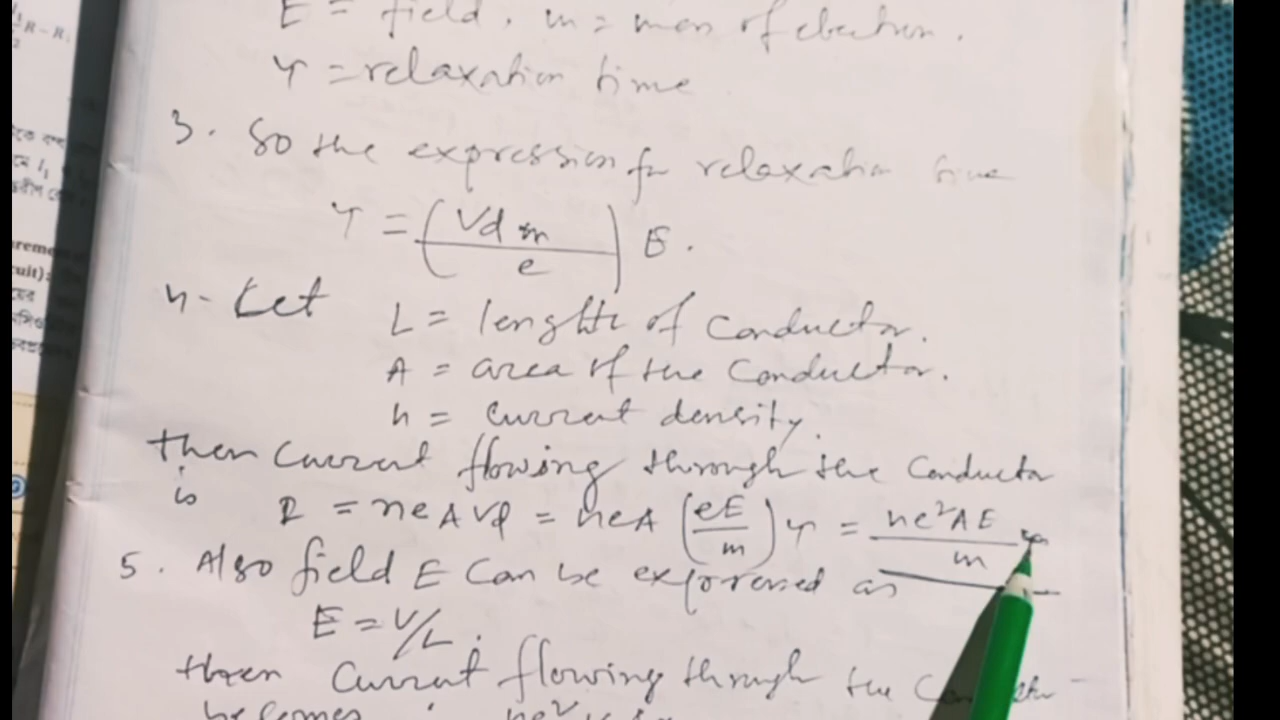 E = field, m = mass of electron.
τ = relaxation time
3. So the expression for relaxation time
τ = (Vd m / e) E.
4. Let L = length of conductor.
A = area of the conductor.
n = current density.
then current flowing through the conductor
is I = neAVd = neA (eE/m) τ = ne²AE/m τ
5. Also field E can be expressed as
E = V/L.
then current flowing through the
becomes